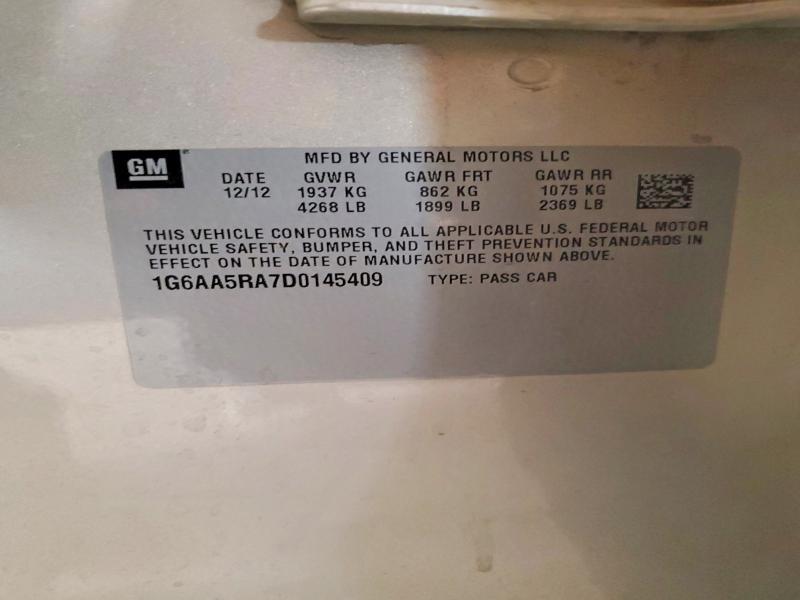 GM
MFD BY GENERAL MOTORS LLC
DATE GVWR GAWR FRT GAWR RR
12/12 1937 KG 862 KG 1075 KG
4268 LB 1899 LB 2369 LB
THIS VEHICLE CONFORMS TO ALL APPLICABLE U.S. FEDERAL MOTOR
VEHICLE SAFETY, BUMPER, AND THEFT PREVENTION STANDARDS IN
EFFECT ON THE DATE OF MANUFACTURE SHOWN ABOVE.
1G6AA5RA7D0145409 TYPE: PASS CAR